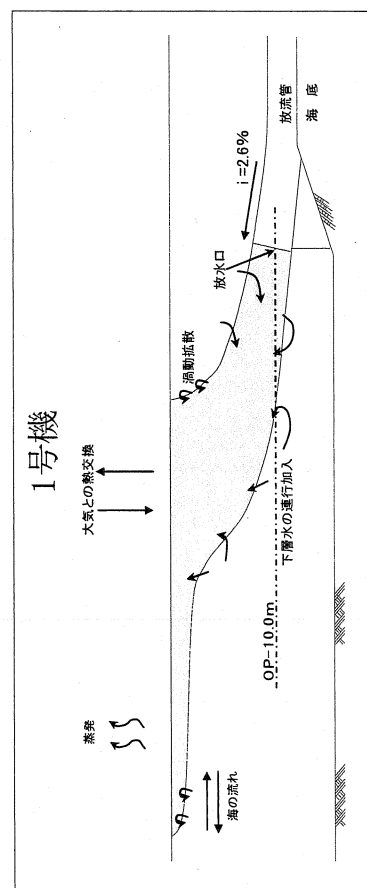 1号機
蒸発
大気との熱交換
渦動拡散
i=2.6%
放水口
放流管
海底
海の流れ
下層水の連行加入
OP-10.0m